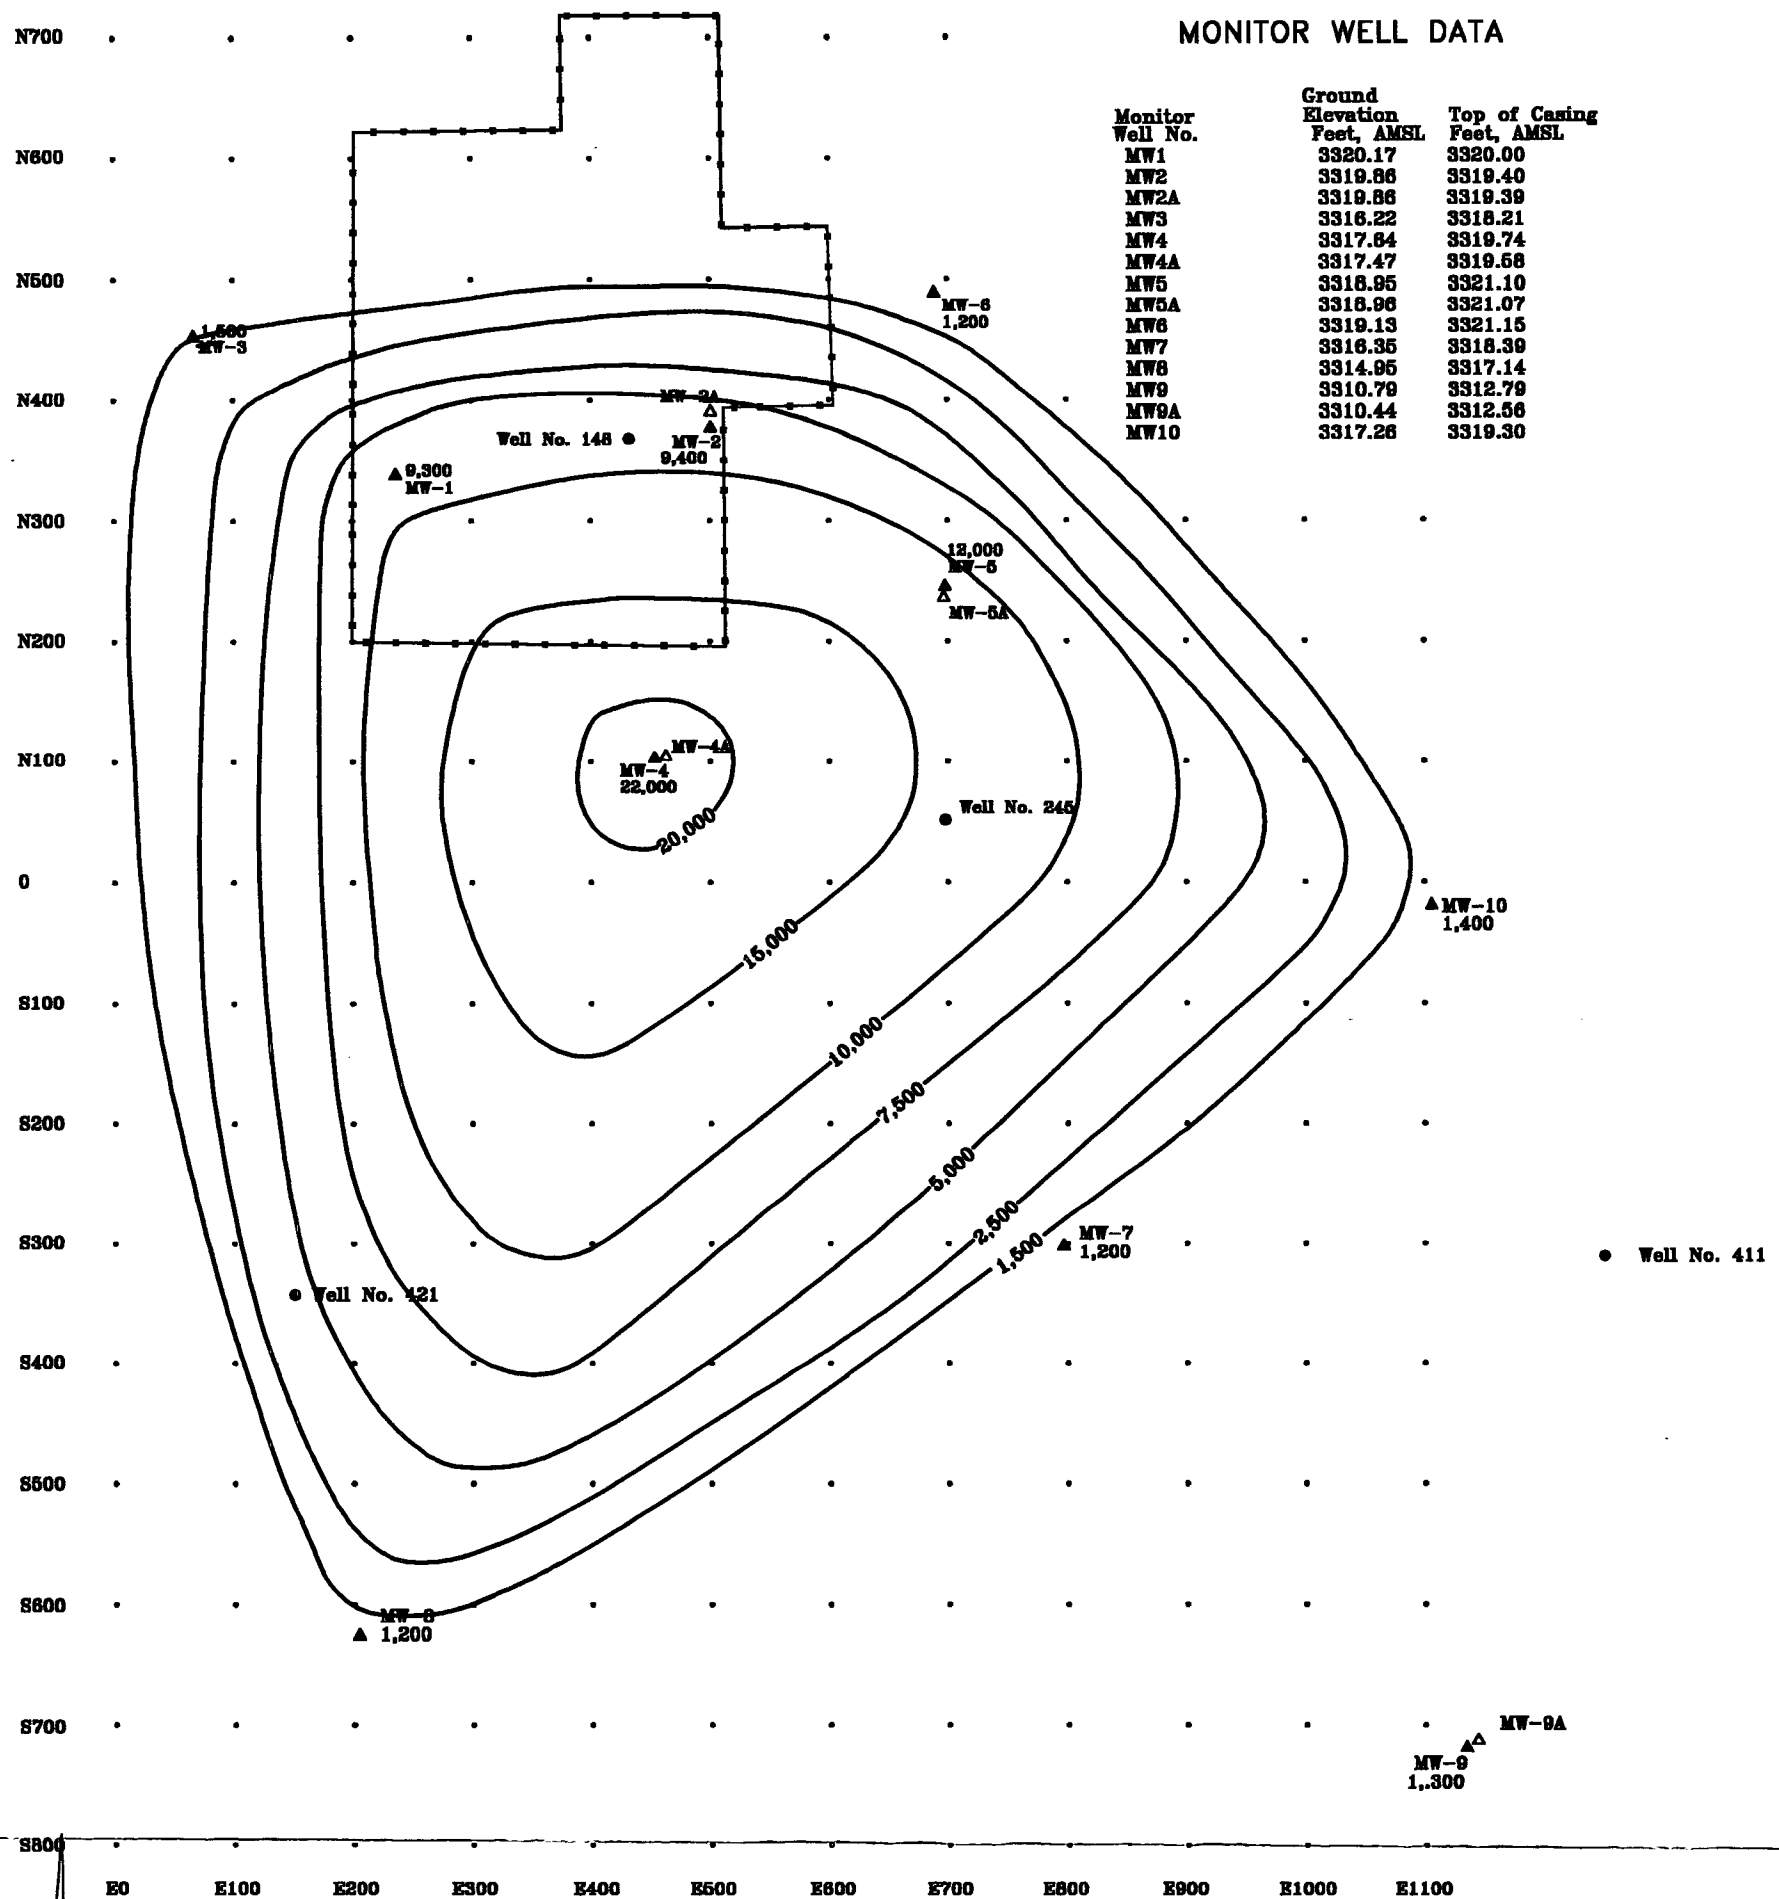 MONITOR WELL DATA
Monitor Well No. Ground Elevation Feet, AMSL Top of Casing Feet, AMSL
MW1 3320.17 3320.00
MW2 3319.86 3319.40
MW2A 3319.86 3319.39
MW3 3316.22 3318.21
MW4 3317.64 3319.74
MW4A 3317.47 3319.58
MW5 3318.95 3321.10
MW5A 3318.96 3321.07
MW6 3319.13 3321.15
MW7 3316.35 3318.39
MW8 3314.95 3317.14
MW9 3310.79 3312.79
MW9A 3310.44 3312.56
MW10 3317.26 3319.30
N700
N600
N500
N400
N300
N200
N100
0
S100
S200
S300
S400
S500
S600
S700
S800
E0 E100 E200 E300 E400 E500 E600 E700 E800 E900 E1000 E1100
MW-6
1,200
1,500
MW-3
MW-2A
Well No. 148
MW-2
9,400
9,300
MW-1
12,000
MW-5
MW-5A
MW-4A
MW-4
22,000
20,000
Well No. 245
MW-10
1,400
15,000
10,000
7,500
5,000
2,500
1,500
MW-7
1,200
Well No. 411
Well No. 421
MW-8
1,200
MW-9A
MW-9
1,.300